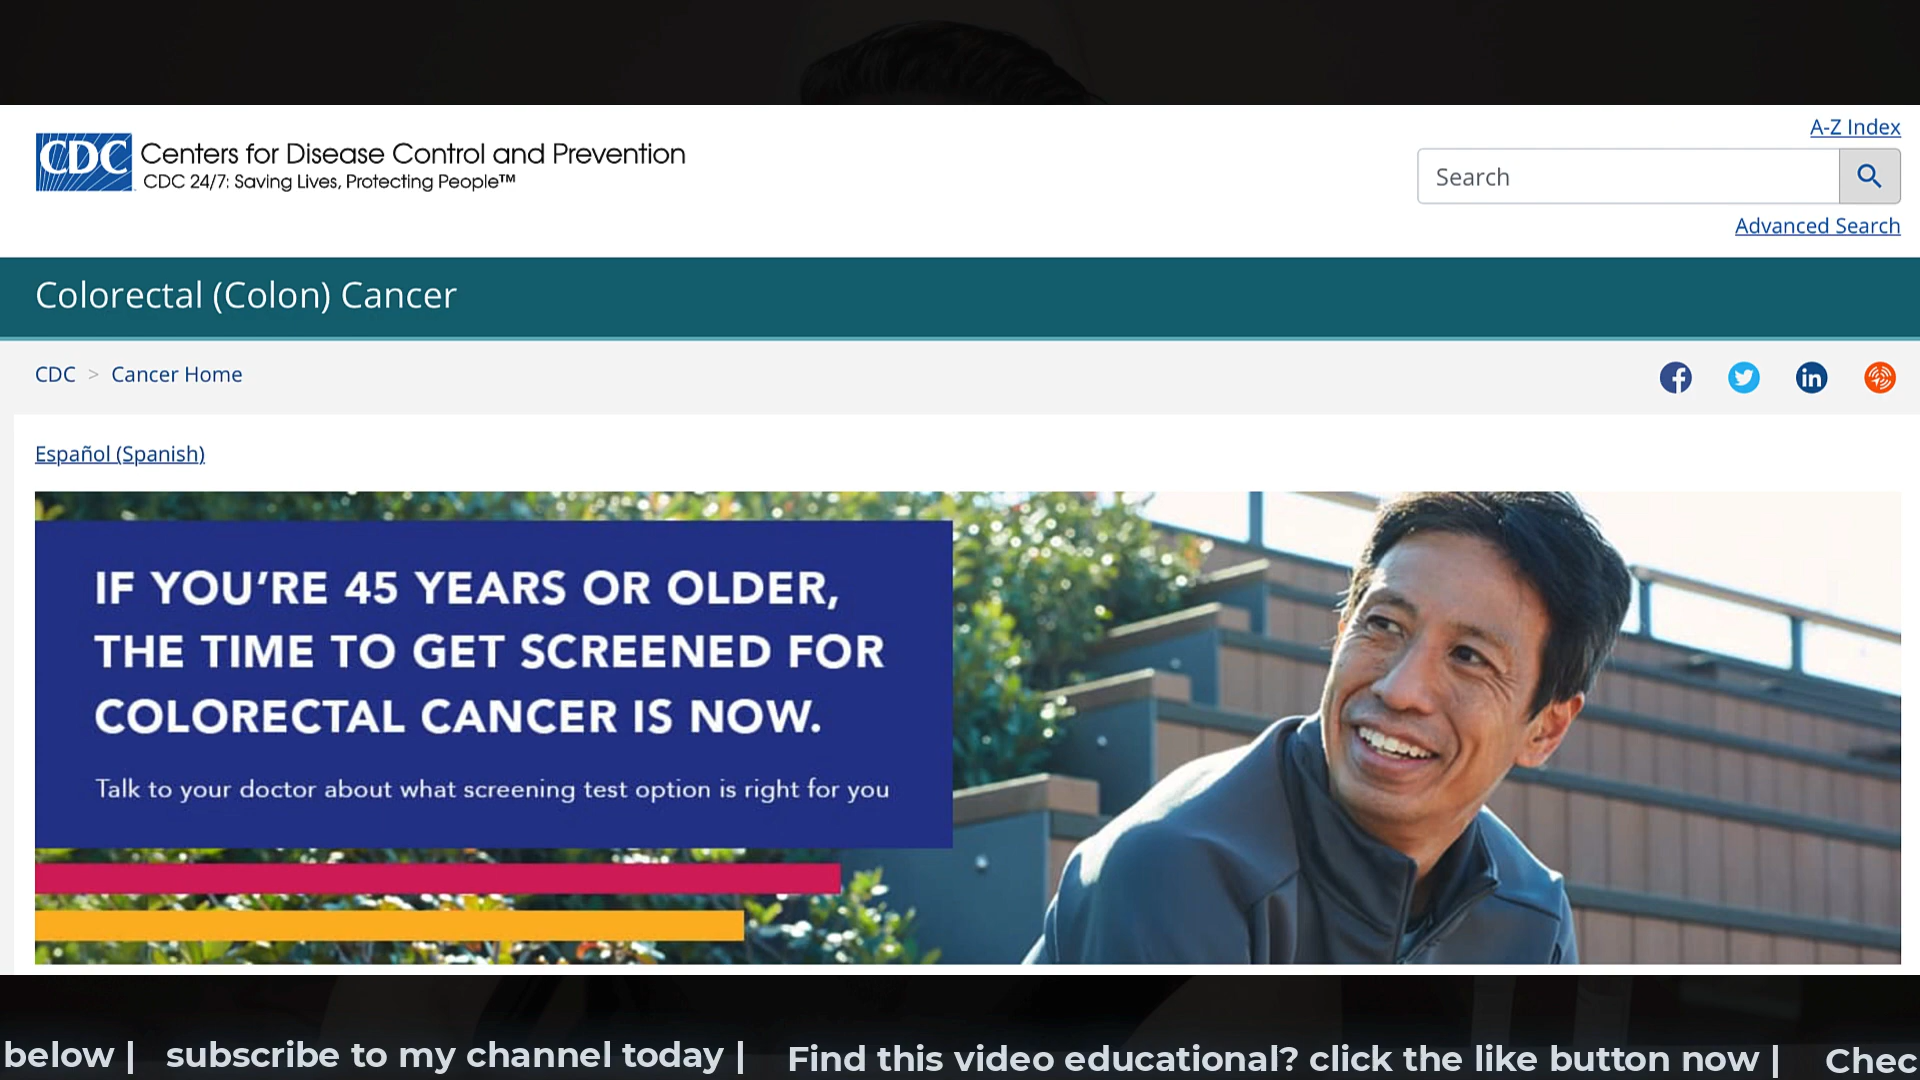 CDC Centers for Disease Control and Prevention
CDC 24/7: Saving Lives, Protecting People™
A-Z Index
Search
Advanced Search
Colorectal (Colon) Cancer
CDC > Cancer Home
Español (Spanish)
IF YOU’RE 45 YEARS OR OLDER,
THE TIME TO GET SCREENED FOR
COLORECTAL CANCER IS NOW.
Talk to your doctor about what screening test option is right for you
below | subscribe to my channel today | Find this video educational? click the like button now | Chec